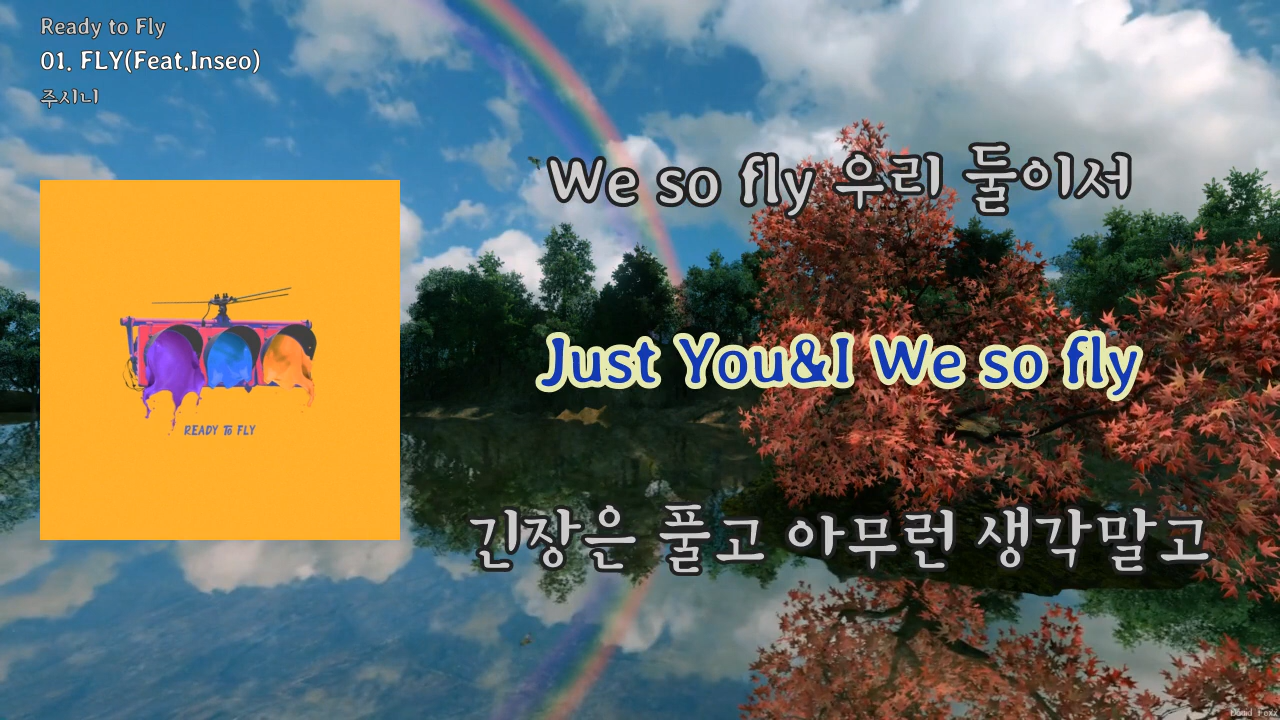 Ready to Fly
01. FLY(Feat.Inseo)
주시니
We so fly 우리 둘이서
Just You&I We so fly
READY To FLY
긴장은 풀고 아무런 생각말고
David Foxx